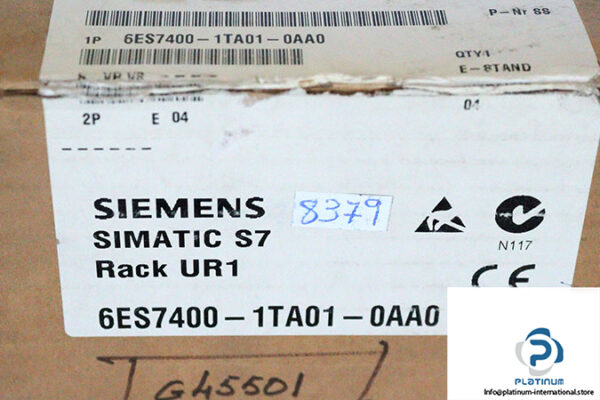 P-Nr SS
1P 6ES7400-1TA01-0AA0
QTY1
E-STAND
04
2P E 04
------
SIEMENS
8379
SIMATIC S7
N117
Rack UR1
CE
6ES7400-1TA01-0AA0
G45501
PLATINUM
Info@platinum-international.store